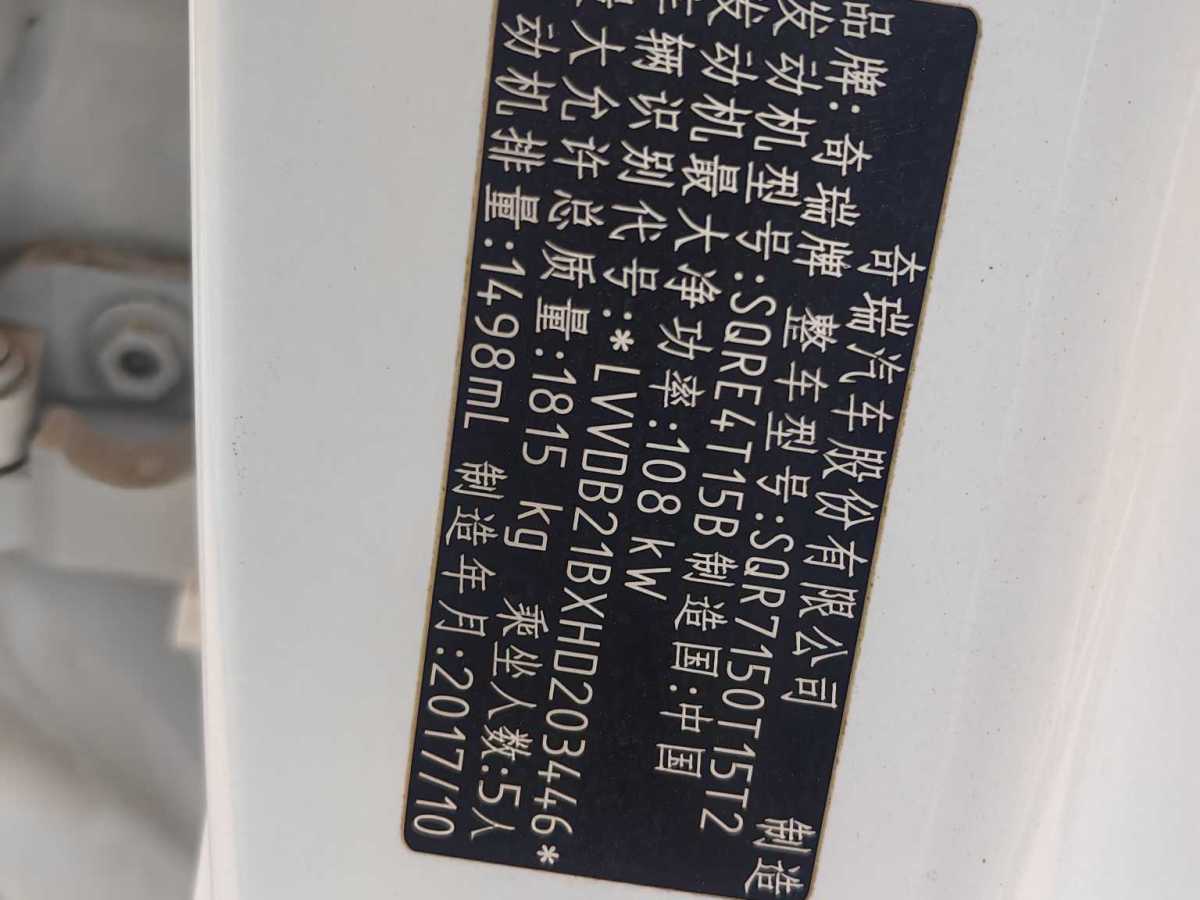 奇瑞汽车股份有限公司 制造
品牌:奇瑞牌 整车型号:SQR7150T15T2
发动机型号:SQRE4T15B 制造国:中国
发动机最大净功率:108 kW
车辆识别代号:*LVVDB21BXHD203446*
最大允许总质量:1815 kg 乘坐人数:5人
发动机排量:1498mL 制造年月:2017/10